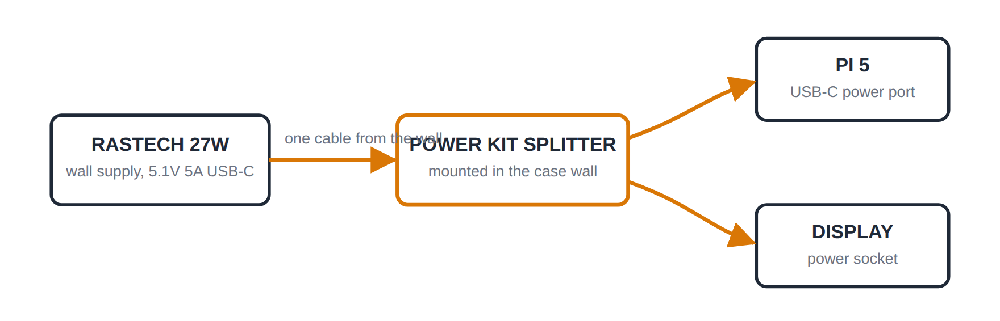 RASTECH 27W
wall supply, 5.1V 5A USB-C
one cable from the wall
POWER KIT SPLITTER
mounted in the case wall
PI 5
USB-C power port
DISPLAY
power socket